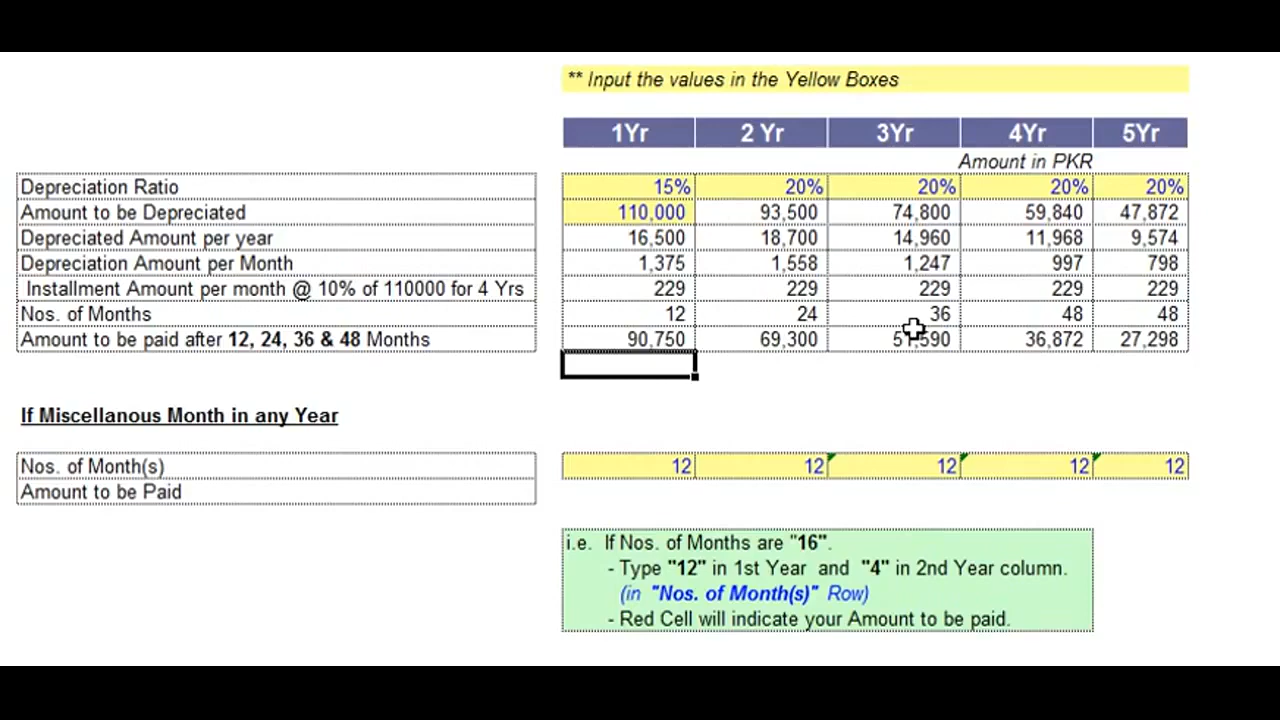 ** Input the values in the Yellow Boxes
1Yr 2 Yr 3Yr 4Yr 5Yr
Amount in PKR
Depreciation Ratio 15% 20% 20% 20% 20%
Amount to be Depreciated 110,000 93,500 74,800 59,840 47,872
Depreciated Amount per year 16,500 18,700 14,960 11,968 9,574
Depreciation Amount per Month 1,375 1,558 1,247 997 798
Installment Amount per month @ 10% of 110000 for 4 Yrs 229 229 229 229 229
Nos. of Months 12 24 36 48 48
Amount to be paid after 12, 24, 36 & 48 Months 90,750 69,300 51,590 36,872 27,298
If Miscellanous Month in any Year
Nos. of Month(s) 12 12 12 12 12
Amount to be Paid
i.e. If Nos. of Months are "16".
- Type "12" in 1st Year and "4" in 2nd Year column.
(in "Nos. of Month(s)" Row)
- Red Cell will indicate your Amount to be paid.